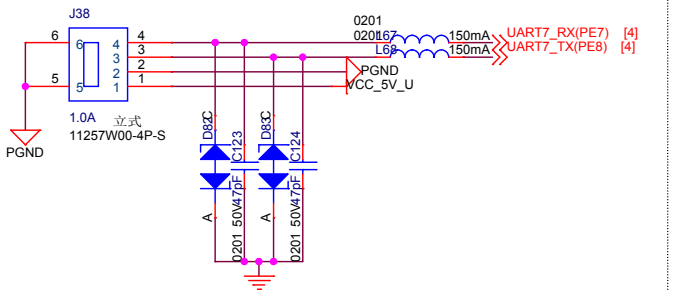 J38
0201
0201
L67
150mA
UART7_RX(PE7) [4]
L68
150mA
UART7_TX(PE8) [4]
6
6
4
4
3
3
2
2
5
5
1
1
PGND
VCC_5V_U
1.0A
立式
11257W00-4P-S
PGND
D82
C
C123
D83
C
C124
A
0201 50V47pF
A
0201 50V47pF